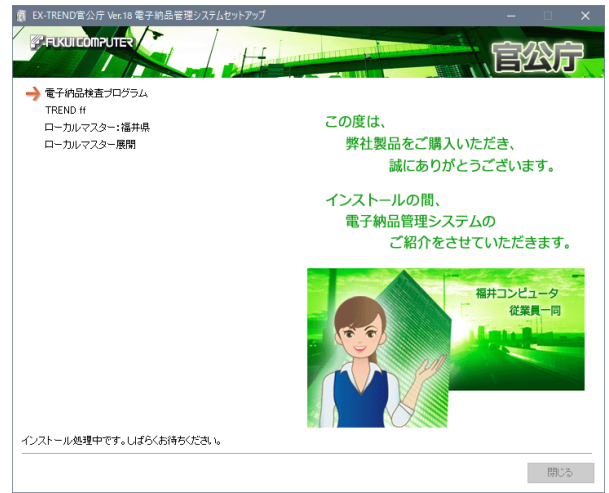 EX-TREND官公庁 Ver.18 電子納品管理システムセットアップ
FUKUI COMPUTER
官公庁
電子納品検査プログラム
TREND ff
ローカルマスター:福井県
ローカルマスター展開
この度は、
弊社製品をご購入いただき、
誠にありがとうございます。
インストールの間、
電子納品管理システムの
ご紹介をさせていただきます。
福井コンピュータ
従業員一同
インストール処理中です。しばらくお待ちください。
閉じる